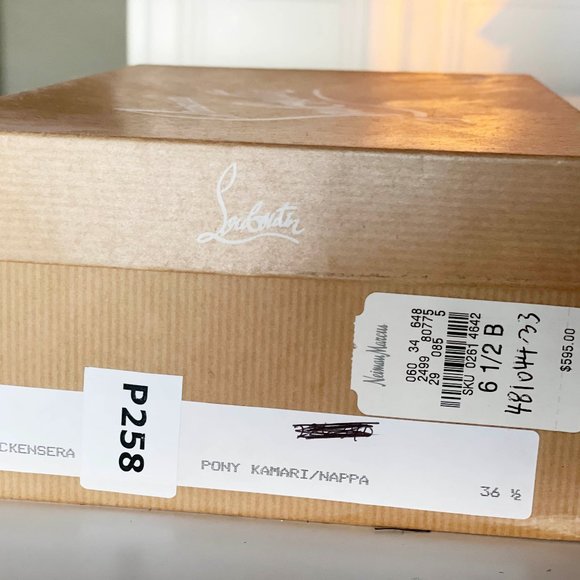 Louboutin
Neiman Marcus
060 34 648
2499 80775
29 085 5
SKU 0261 4642
6 1/2 B
48104433
$595.00
CKENSERA
P258
PONY KAMARI/NAPPA
36 ½